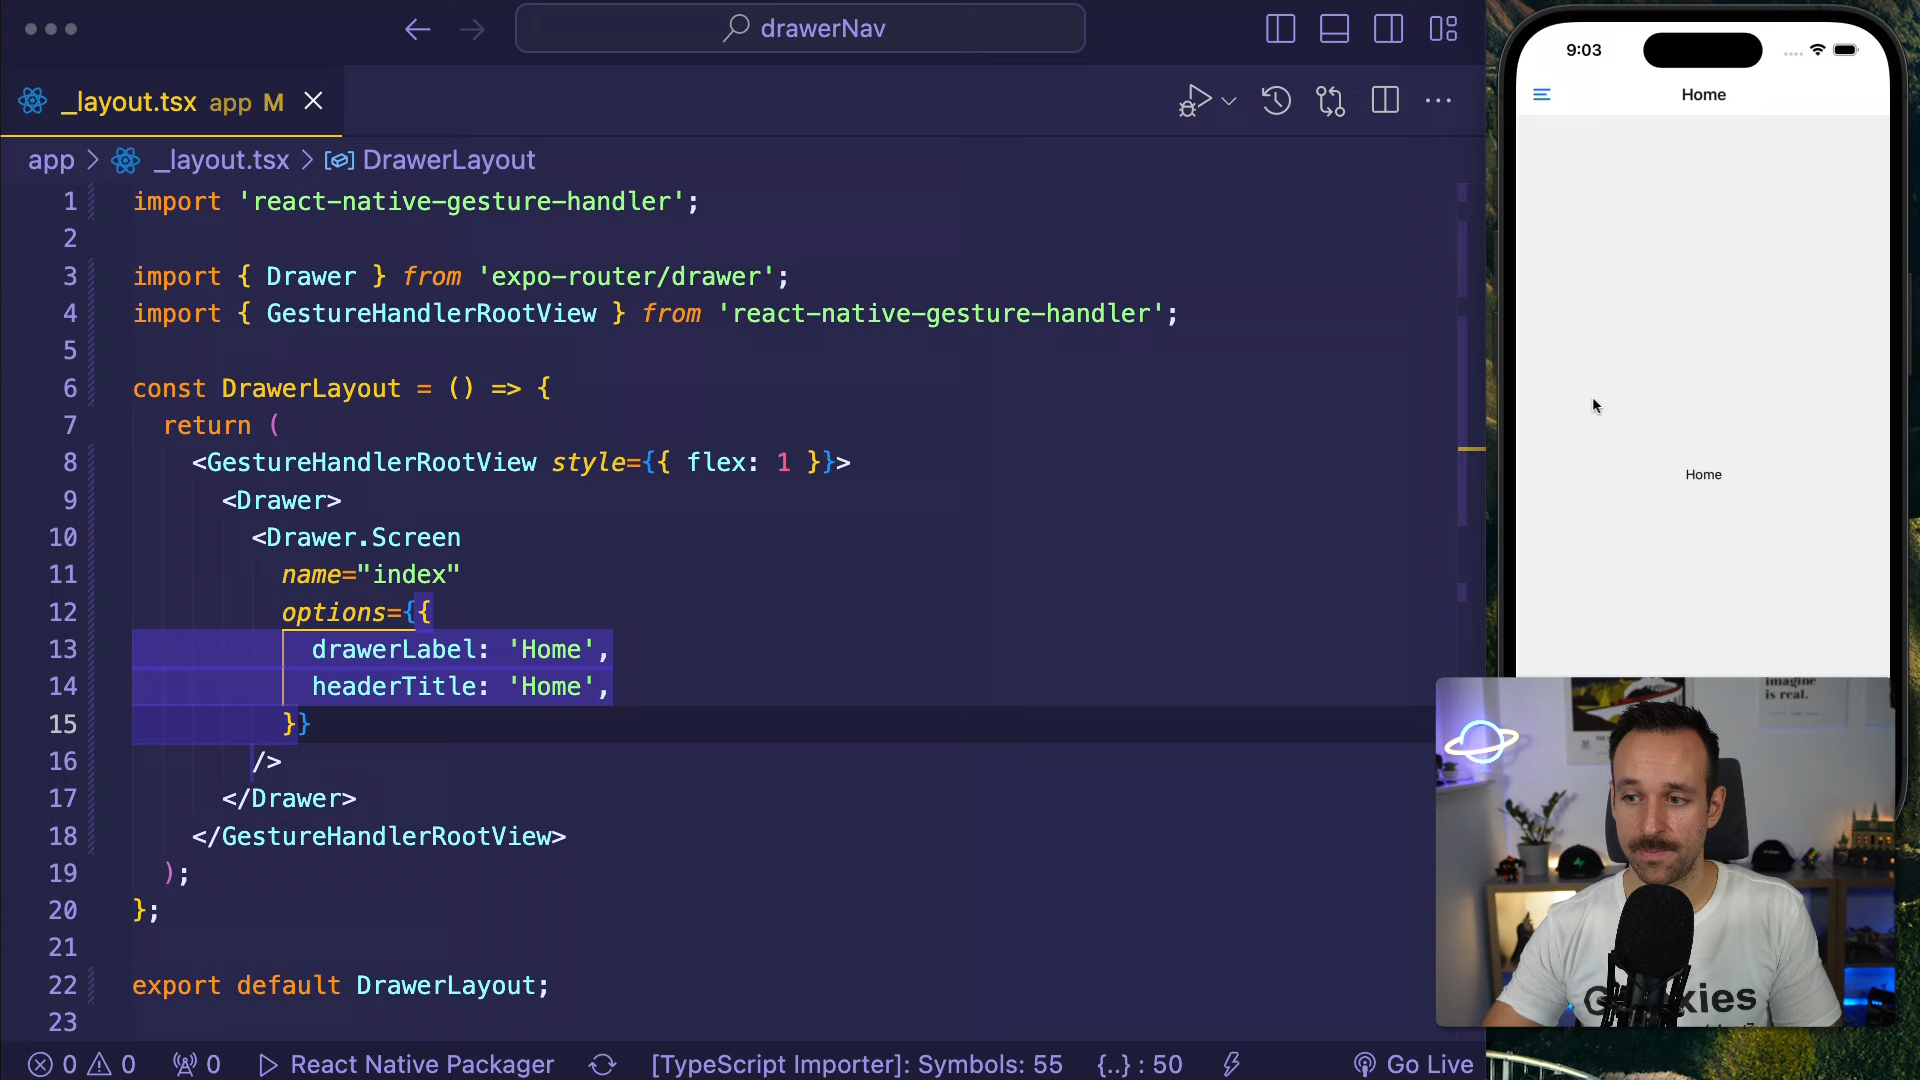 drawerNav
_layout.tsx app M
app > _layout.tsx > DrawerLayout
1 import 'react-native-gesture-handler';
2
3 import { Drawer } from 'expo-router/drawer';
4 import { GestureHandlerRootView } from 'react-native-gesture-handler';
5
6 const DrawerLayout = () => {
7 return (
8 <GestureHandlerRootView style={{ flex: 1 }}>
9 <Drawer>
10 <Drawer.Screen
11 name="index"
12 options={{
13 drawerLabel: 'Home',
14 headerTitle: 'Home',
15 }}
16 />
17 </Drawer>
18 </GestureHandlerRootView>
19 );
20 };
21
22 export default DrawerLayout;
23
0 0 0 React Native Packager [TypeScript Importer]: Symbols: 55 {..} : 50 Go Live
9:03
Home
Home
imagine
is real.